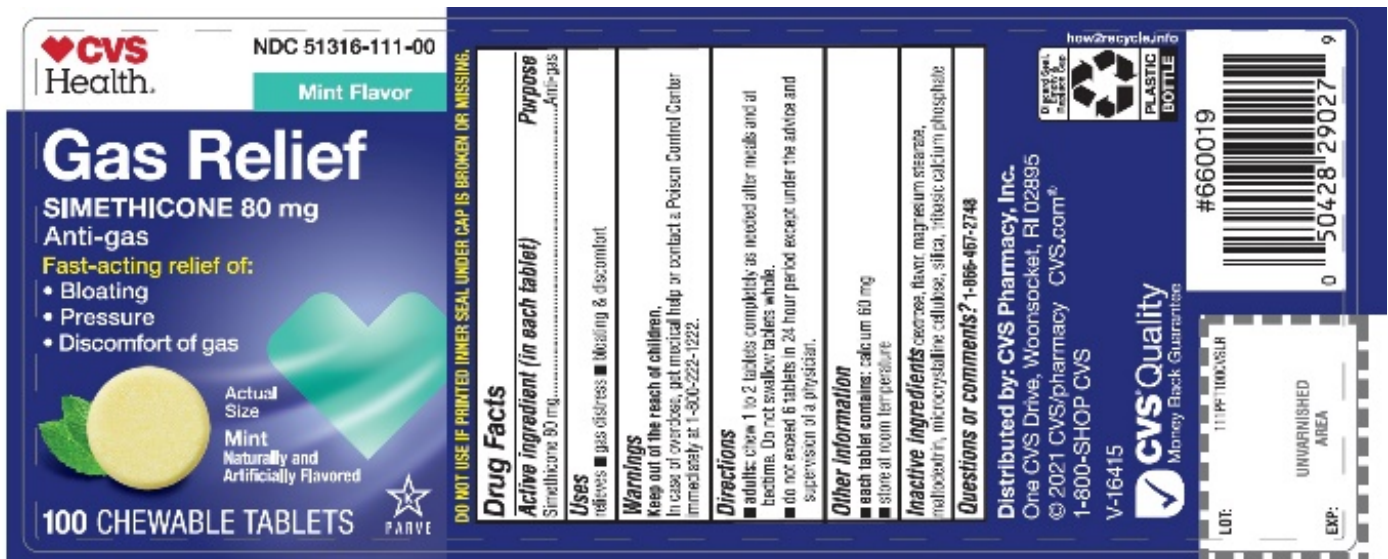 CVS
Health.
NDC 51316-111-00
Mint Flavor
Gas Relief
SIMETHICONE 80 mg
Anti-gas
Fast-acting relief of:
• Bloating
• Pressure
• Discomfort of gas
Actual
Size
Mint
Naturally and
Artificially Flavored
100 CHEWABLE TABLETS
K
PARVE
DO NOT USE IF PRINTED INNER SEAL UNDER CAP IS BROKEN OR MISSING.
Drug Facts
Active ingredient (in each tablet) Purpose
Simethicone 80 mg..........Anti-gas
Uses
relieves ■ gas distress ■ bloating & discomfort
Warnings
Keep out of the reach of children.
In case of overdose, get medical help or contact a Poison Control Center
immediately at 1-800-222-1222.
Directions
■ adults: chew 1 to 2 tablets completely as needed after meals and at
bedtime. Do not swallow tablets whole.
■ do not exceed 6 tablets in 24 hour period except under the advice and
supervision of a physician.
Other information
■ each tablet contains: calcium 60 mg
■ store at room temperature
Inactive ingredients dextrose, flavor, magnesium stearate,
maltodextrin, microcrystalline cellulose, silica, tribasic calcium phosphate
Questions or comments? 1-866-467-2748
Distributed by: CVS Pharmacy, Inc.
One CVS Drive, Woonsocket, RI 02895
© 2021 CVS/pharmacy CVS.com®
1-800-SHOP CVS
V-16415
CVS Quality
Money Back Guarantee
how2recycle.info
PLASTIC
BOTTLE
#660019
0 50428 29027 9
LOT:
UNVARNISHED
AREA
EXP: